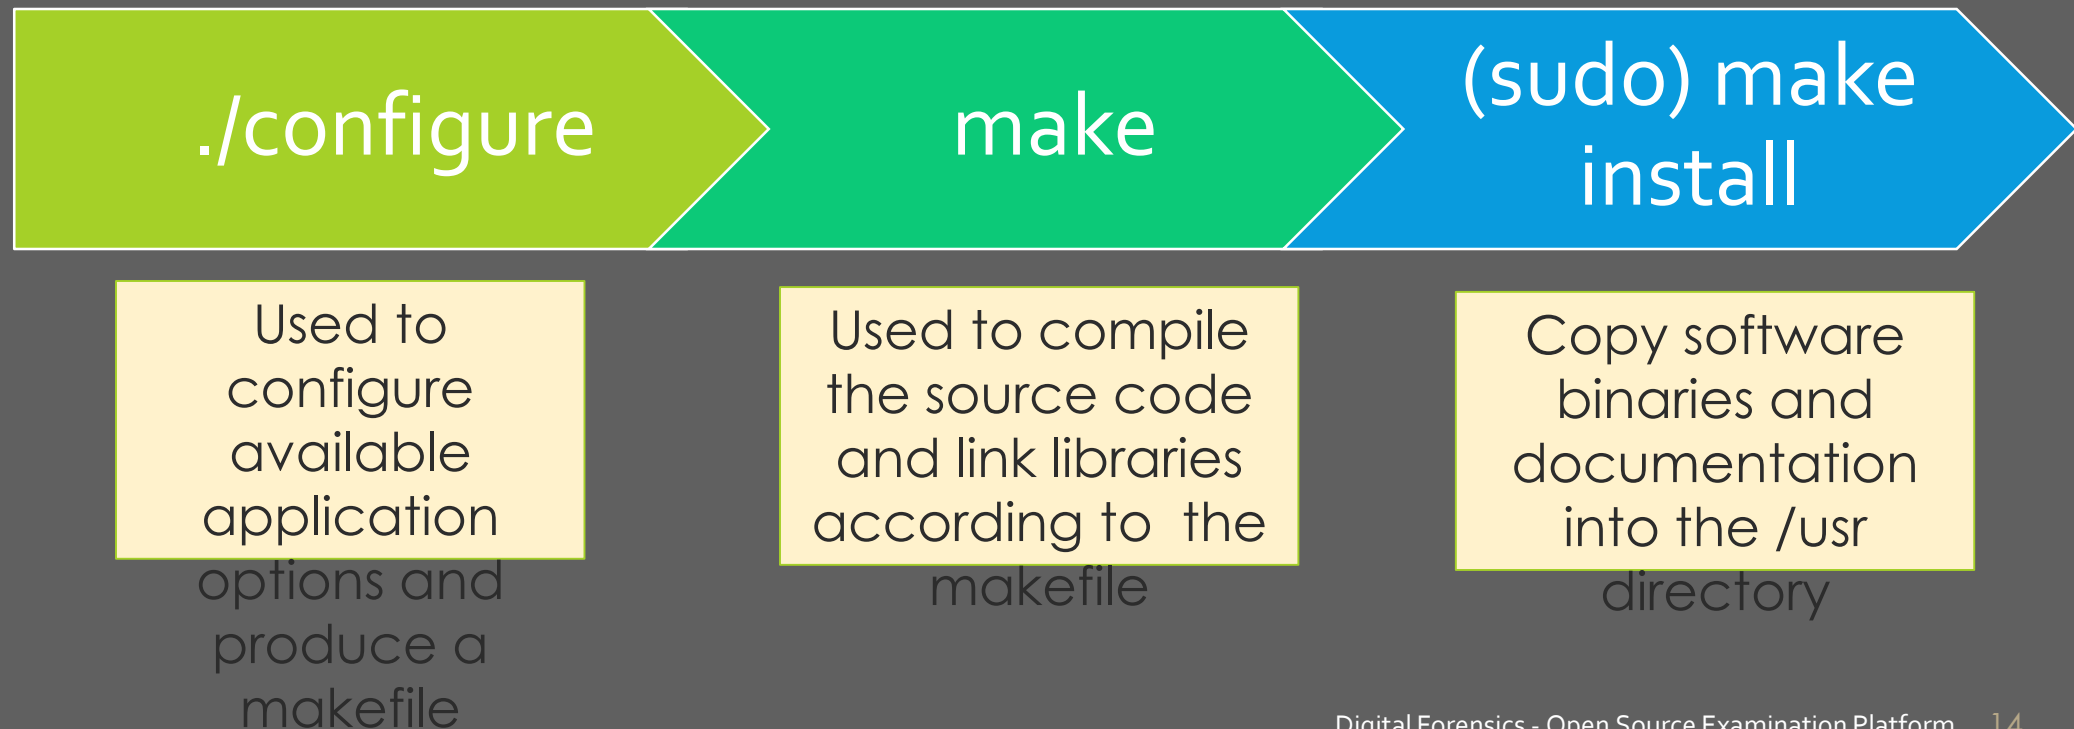 ./configure
make
(sudo) make
install
Used to
configure
available
application
options and
produce a
makefile
Used to compile
the source code
and link libraries
according to  the
makefile
Copy software
binaries and
documentation
into the /usr
directory
Digital Forensics - Open Source Examination Platform 14